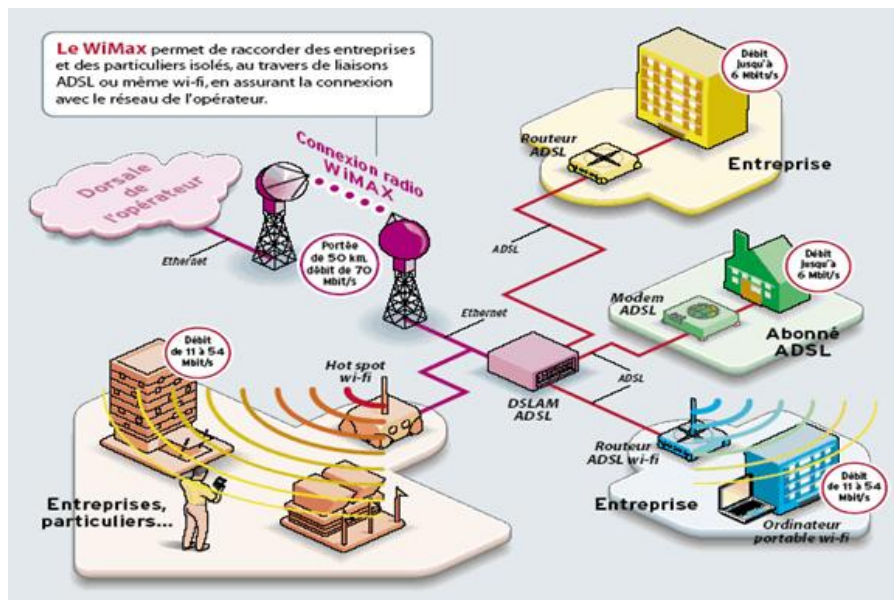 Le WiMax permet de raccorder des entreprises
et des particuliers isolés, au travers de liaisons
ADSL ou même wi-fi, en assurant la connexion
avec le réseau de l'opérateur.
Dorsale
de
l'opérateur
Ethernet
Connexion radio
WiMAX
Portée
de 50 km,
débit de 70
Mbit/s
Ethernet
Routeur
ADSL
Débit
Jusqu'à
6 Mbits/s
Entreprise
ADSL
Modem
ADSL
Débit
Jusqu'à
6 Mbit/s
Abonné
ADSL
DSLAM
ADSL
ADSL
Débit
de 11 à 54
Mbit/s
Hot spot
wi-fi
Entreprises,
particuliers...
Routeur
ADSL wi-fi
Entreprise
Débit
de 11 à 54
Mbit/s
Ordinateur
portable wi-fi